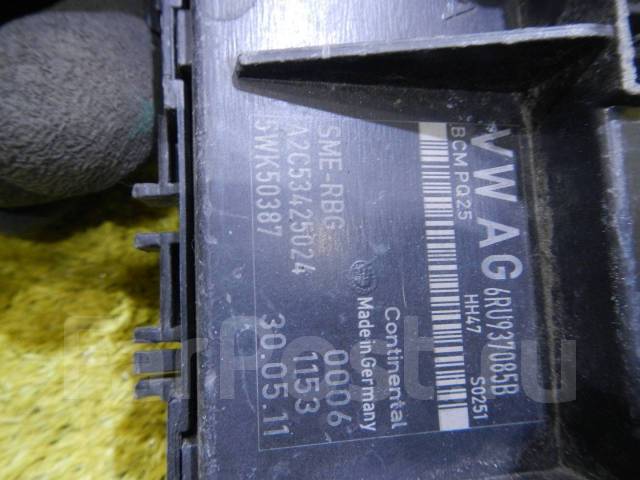 VW AG
6RU937085B
BCM PQ25
HH47
S0251
SME-RBG
A2C53425024
5WK50387
Continental
Made in Germany
0006
1153
30.05.11